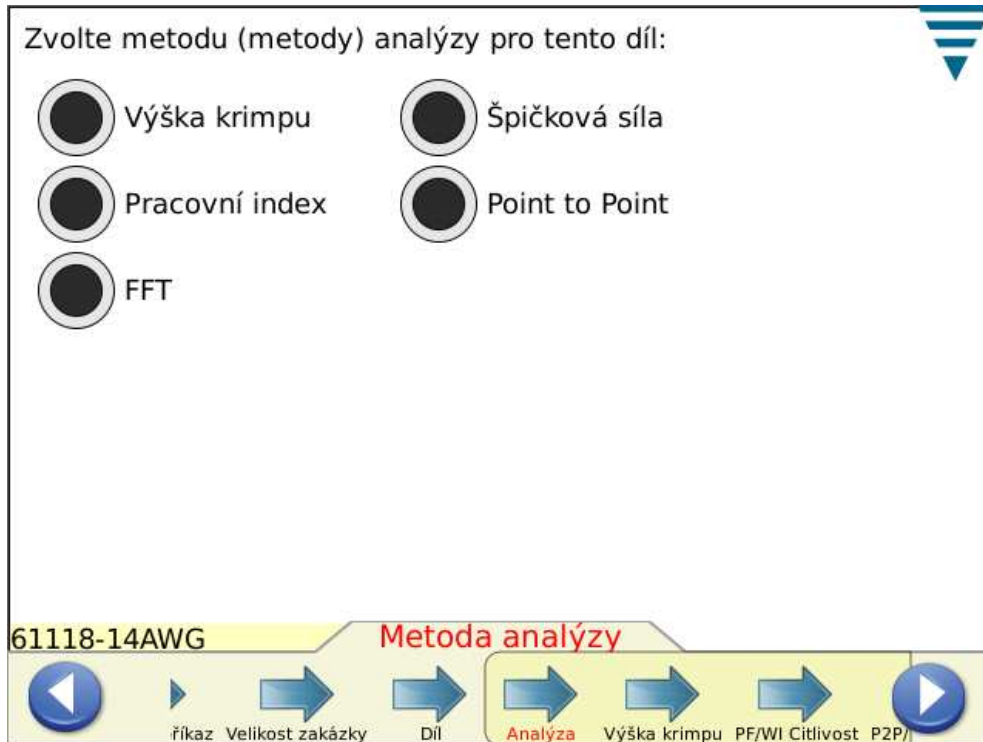 Zvolte metodu (metody) analýzy pro tento díl:
Výška krimpu
Špičková síla
Pracovní index
Point to Point
FFT
61118-14AWG
Metoda analýzy
říkaz
Velikost zakázky
Díl
Analýza
Výška krimpu
PF/WI Citlivost
P2P/